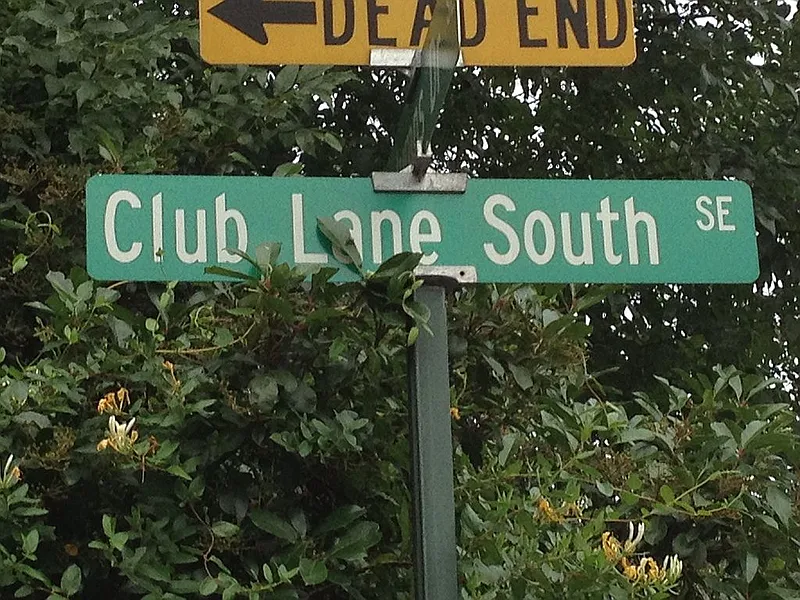 DEAD END
Club Lane South SE